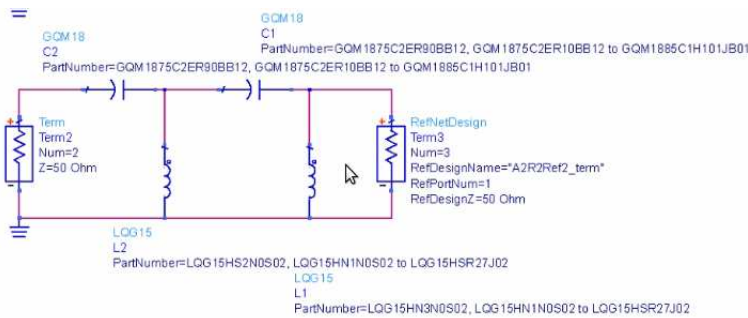 GQM18
C2
PartNumber=GQM1875C2ER90BB12, GQM1875C2ER10BB12 to GQM1885C1H101JB01
GQM18
C1
PartNumber=GQM1875C2ER90BB12, GQM1875C2ER10BB12 to GQM1885C1H101JB01
Term
Term2
Num=2
Z=50 Ohm
RefNetDesign
Term3
Num=3
RefDesignName="A2R2Ref2_term"
RefPortNum=1
RefDesignZ=50 Ohm
LQG15
L2
PartNumber=LQG15HS2N0S02, LQG15HN1N0S02 to LQG15HSR27J02
LQG15
L1
PartNumber=LQG15HN3N0S02, LQG15HN1N0S02 to LQG15HSR27J02